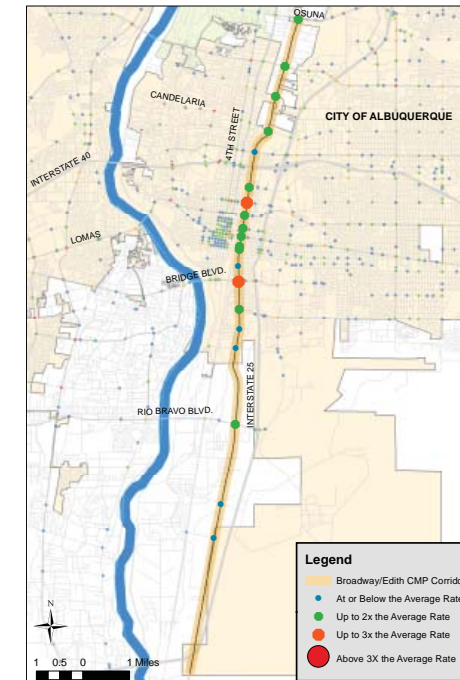 OSUNA
CANDELARIA
CITY OF ALBUQUERQUE
4TH STREET
INTERSTATE 40
LOMAS
BRIDGE BLVD.
INTERSTATE 25
RIO BRAVO BLVD.
Legend
Broadway/Edith CMP Corrido
At or Below the Average Rate
Up to 2x the Average Rate
Up to 3x the Average Rate
Above 3X the Average Rate
N
1 0.5 0 1 Miles